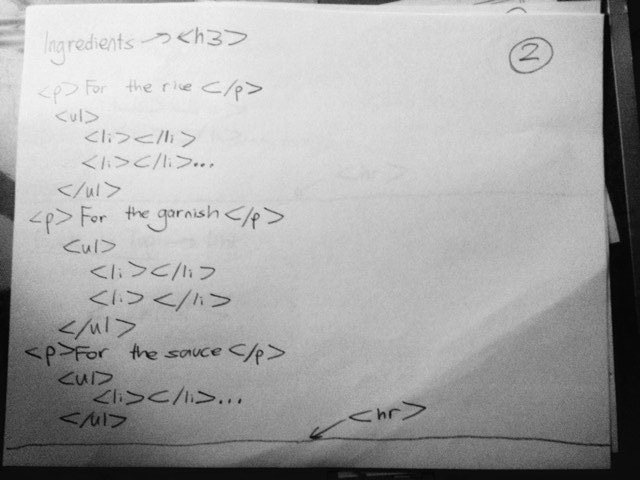 Ingredients → <h3>
2
<p> For the rice </p>
<ul>
<li></li>
<li></li>...
</ul>
<p> For the garnish </p>
<ul>
<li></li>
<li> </li>
</ul>
<p>For the sauce </p>
<ul>
<li></li>...
</ul>
<hr>